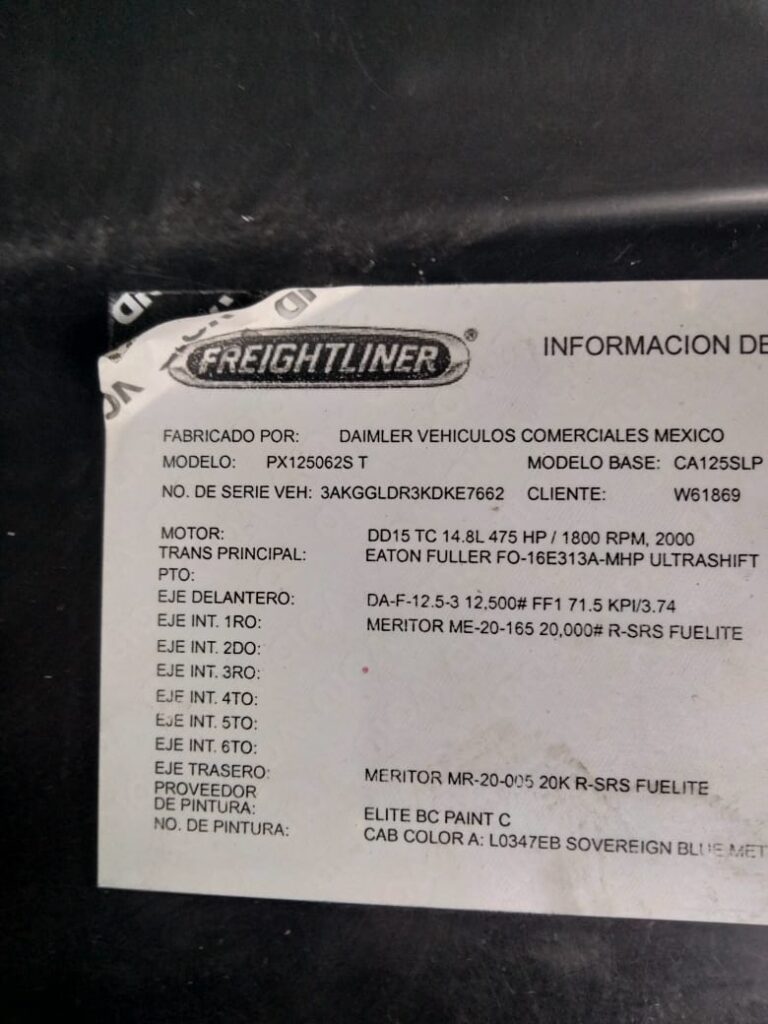 FREIGHTLINER®
INFORMACION DE
FABRICADO POR: DAIMLER VEHICULOS COMERCIALES MEXICO
MODELO: PX125062S T MODELO BASE: CA125SLP
NO. DE SERIE VEH: 3AKGGLDR3KDKE7662 CLIENTE: W61869
MOTOR: DD15 TC 14.8L 475 HP / 1800 RPM, 2000
TRANS PRINCIPAL: EATON FULLER FO-16E313A-MHP ULTRASHIFT
PTO:
EJE DELANTERO: DA-F-12.5-3 12,500# FF1 71.5 KPI/3.74
EJE INT. 1RO: MERITOR ME-20-165 20,000# R-SRS FUELITE
EJE INT. 2DO:
EJE INT. 3RO:
EJE INT. 4TO:
EJE INT. 5TO:
EJE INT. 6TO:
EJE TRASERO: MERITOR MR-20-005 20K R-SRS FUELITE
PROVEEDOR
DE PINTURA: ELITE BC PAINT C
NO. DE PINTURA: CAB COLOR A: L0347EB SOVEREIGN BLUE MET